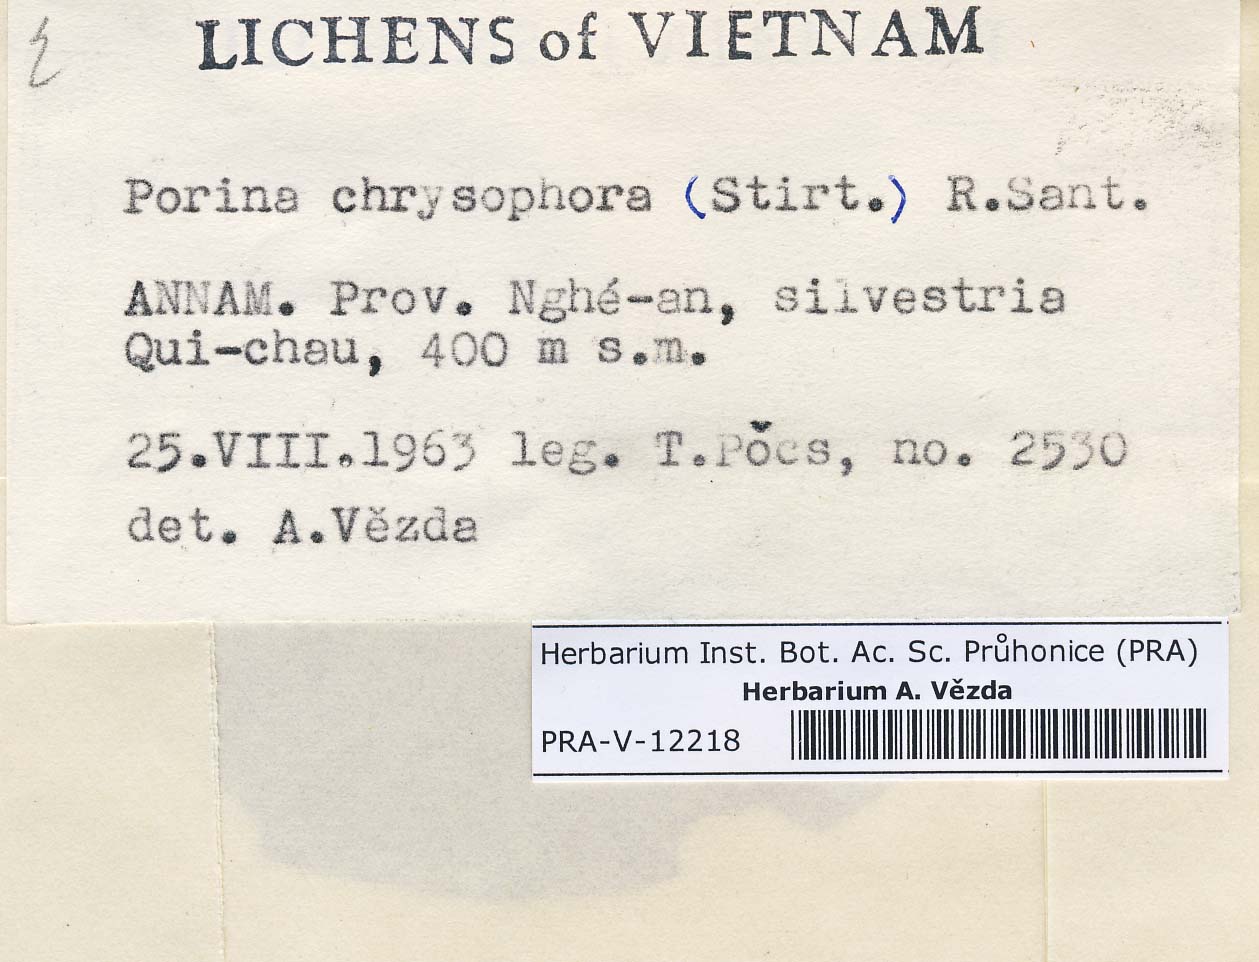 LICHENS of VIETNAM
Porina chrysophora (Stirt.) R.Sant.
ANNAM. Prov. Nghé-an, silvestria
Qui-chau, 400 m s.m.
25.VIII.1963 leg. T.Pǒcs, no. 2530
det. A.Vězda
Herbarium Inst. Bot. Ac. Sc. Průhonice (PRA)
Herbarium A. Vězda
PRA-V-12218